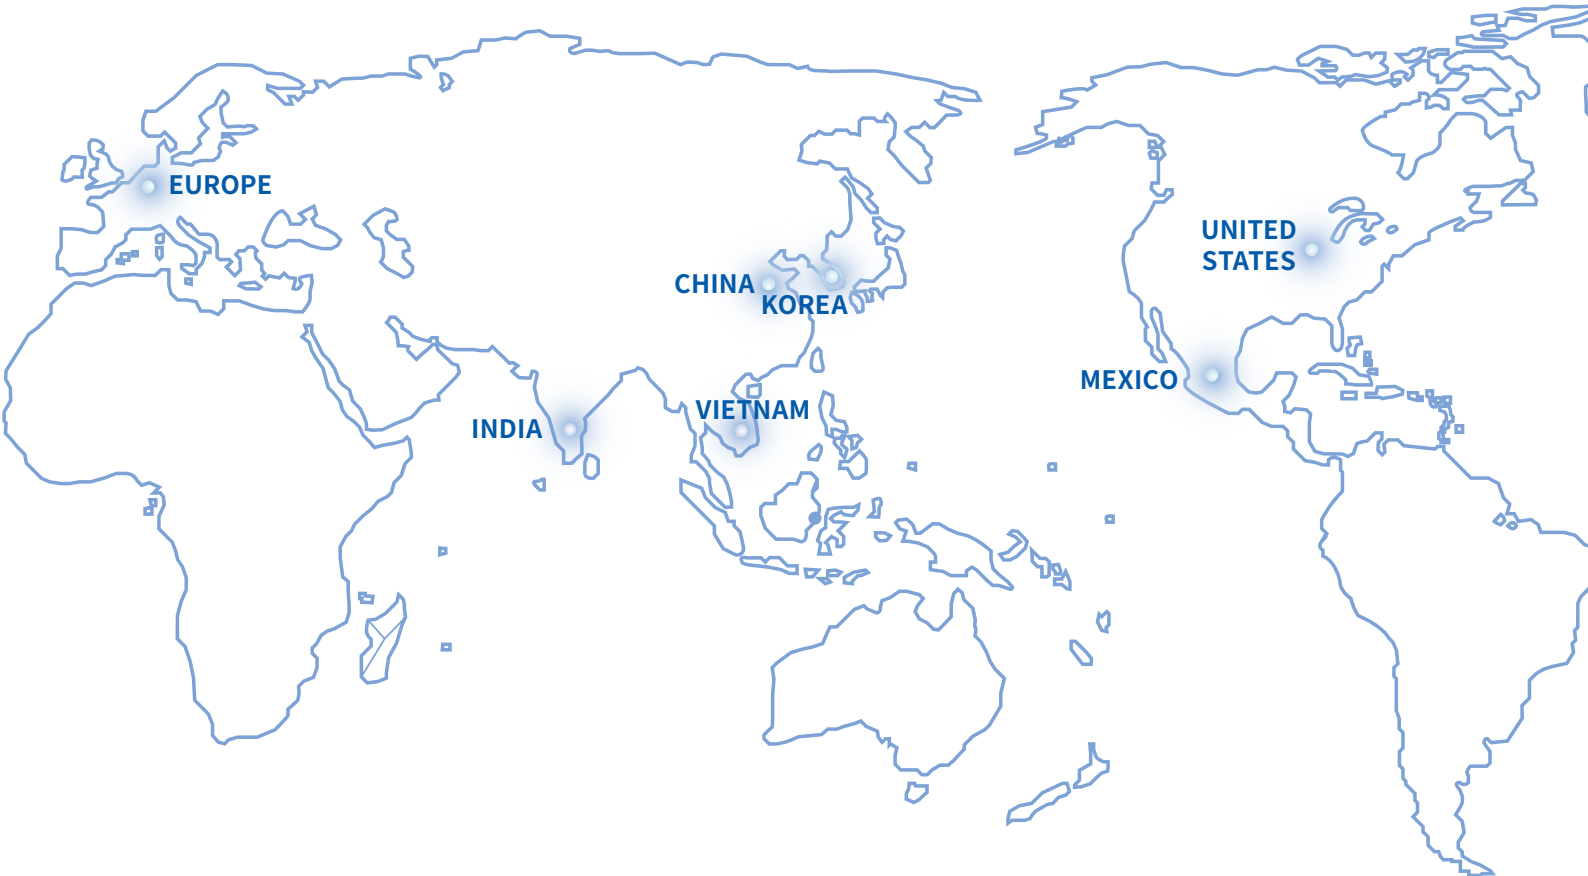 EUROPE
UNITED
STATES
CHINA
KOREA
MEXICO
VIETNAM
INDIA